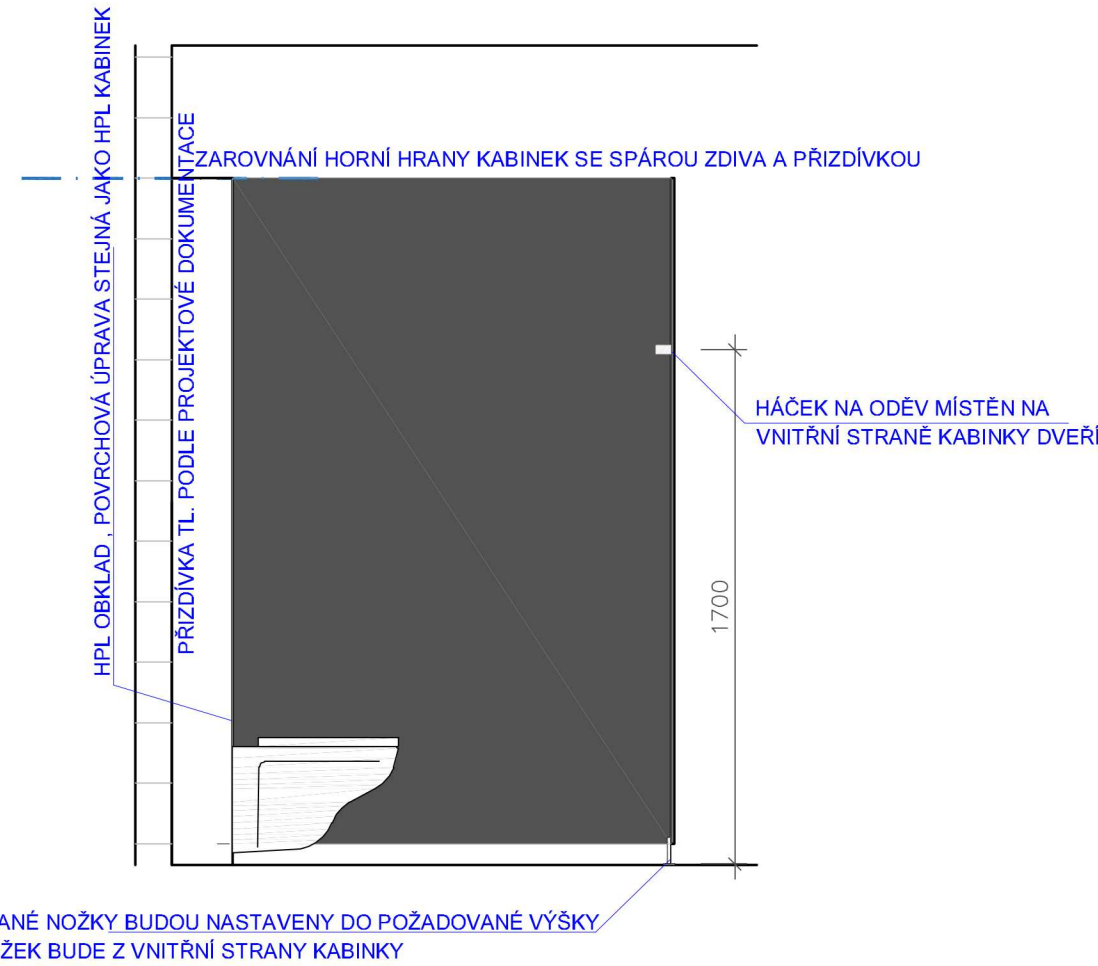 HPL OBKLAD , POVRCHOVÁ ÚPRAVA STEJNÁ JAKO HPL KABINEK
PŘIZDÍVKA TL. PODLE PROJEKTOVÉ DOKUMENTACE
ZAROVNÁNÍ HORNÍ HRANY KABINEK SE SPÁROU ZDIVA A PŘIZDÍVKOU
HÁČEK NA ODĚV MÍSTĚN NA
VNITŘNÍ STRANĚ KABINKY DVEŘÍ
1700
NOŽKY BUDOU NASTAVENY DO POŽADOVANÉ VÝŠKY
BUDE Z VNITŘNÍ STRANY KABINKY